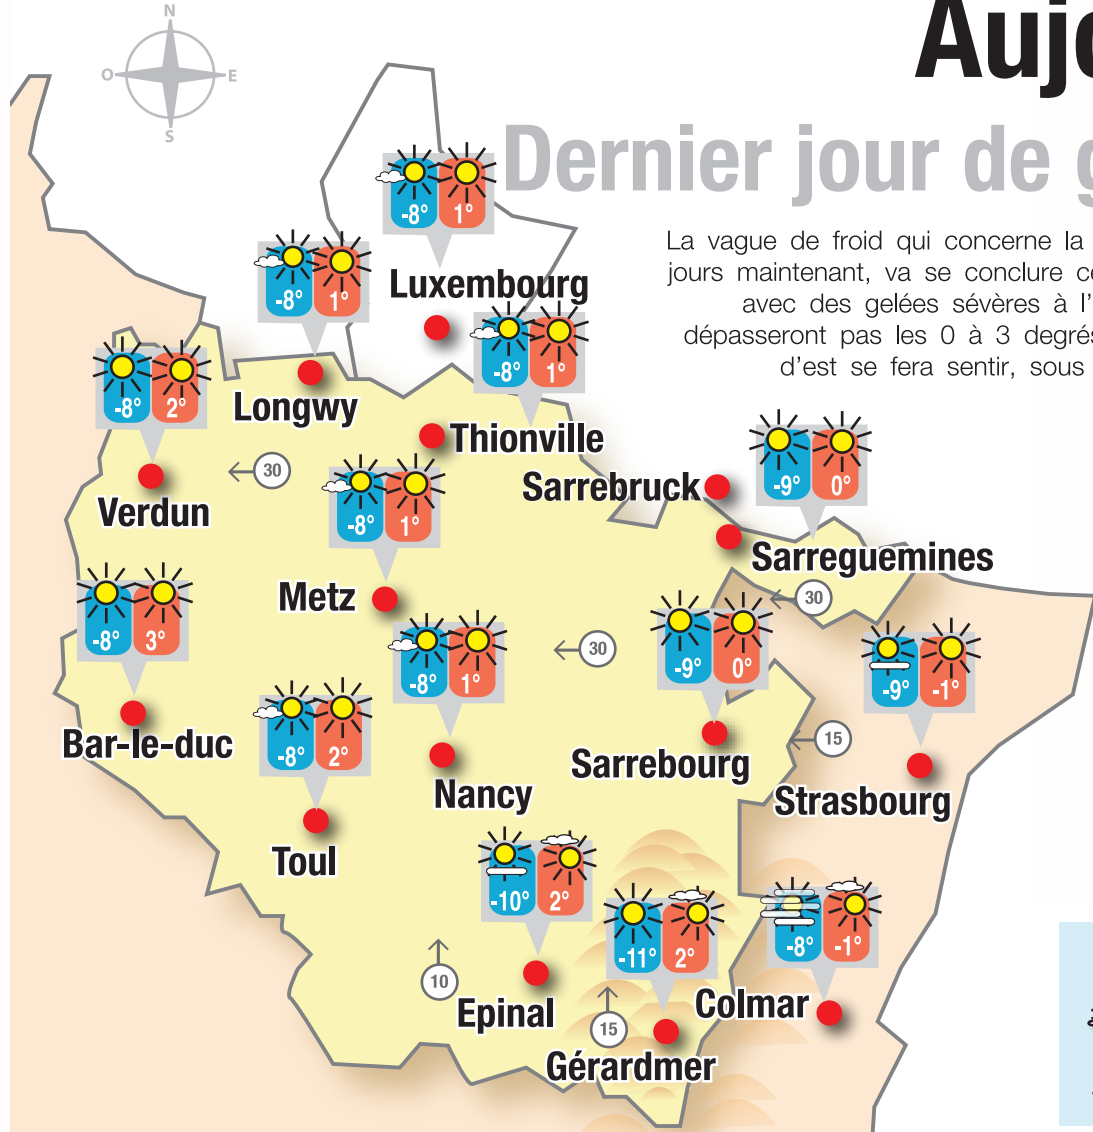 Aujo
Dernier jour de g
La vague de froid qui concerne la
jours maintenant, va se conclure ce
avec des gelées sévères à l'
dépasseront pas les 0 à 3 degrés
d'est se fera sentir, sous
N
O E
S
-8° 1°
Luxembourg
-8° 1°
Longwy
-8° 1°
Thionville
-8° 2°
Verdun
30
-8° 1°
Metz
Sarrebruck
-9° 0°
Sarreguemines
30
-8° 3°
Bar-le-duc
-8° 1°
Nancy
30
-9° 0°
Sarrebourg
-9° -1°
Strasbourg
15
-8° 2°
Toul
-10° 2°
Epinal
10
-11° 2°
Gérardmer
15
-8° -1°
Colmar